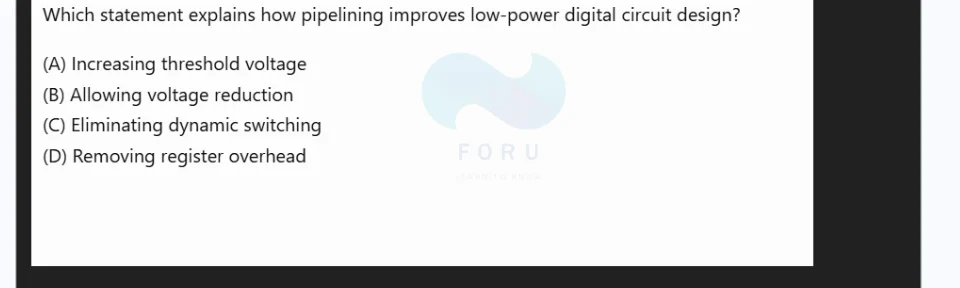 Which statement explains how pipelining improves low-power digital circuit design?
(A) Increasing threshold voltage
(B) Allowing voltage reduction
(C) Eliminating dynamic switching
(D) Removing register overhead
FORU